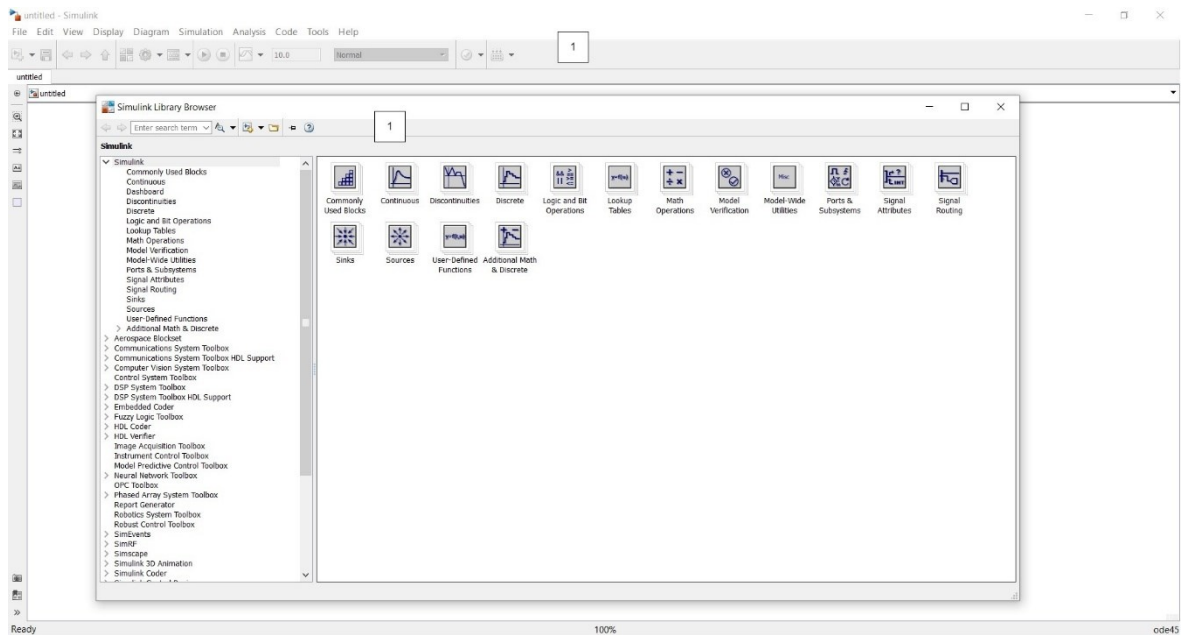 untitled - Simulink
File Edit View Display Diagram Simulation Analysis Code Tools Help
10.0 Normal 1
untitled
untitled
Simulink Library Browser
Enter search term 1
Simulink
Simulink
Commonly Used Blocks
Continuous
Dashboard
Discontinuities
Discrete
Logic and Bit Operations
Lookup Tables
Math Operations
Model Verification
Model-Wide Utilities
Ports & Subsystems
Signal Attributes
Signal Routing
Sinks
Sources
User-Defined Functions
Additional Math & Discrete
Aerospace Blockset
Communications System Toolbox
Communications System Toolbox HDL Support
Computer Vision System Toolbox
Control System Toolbox
DSP System Toolbox
DSP System Toolbox HDL Support
Embedded Coder
Fuzzy Logic Toolbox
HDL Coder
HDL Verifier
Image Acquisition Toolbox
Instrument Control Toolbox
Model Predictive Control Toolbox
Neural Network Toolbox
OPC Toolbox
Phased Array System Toolbox
Report Generator
Robotics System Toolbox
Robust Control Toolbox
SimEvents
SimRF
Simscape
Simulink 3D Animation
Simulink Coder
y=f(u) Misc
Commonly Continuous Discontinuities Discrete Logic and Bit Lookup Math Model Model-Wide Ports & Signal Signal
Used Blocks Operations Tables Operations Verification Utilities Subsystems Attributes Routing
Sinks Sources User-Defined Additional Math
Functions & Discrete
Ready 100% ode45